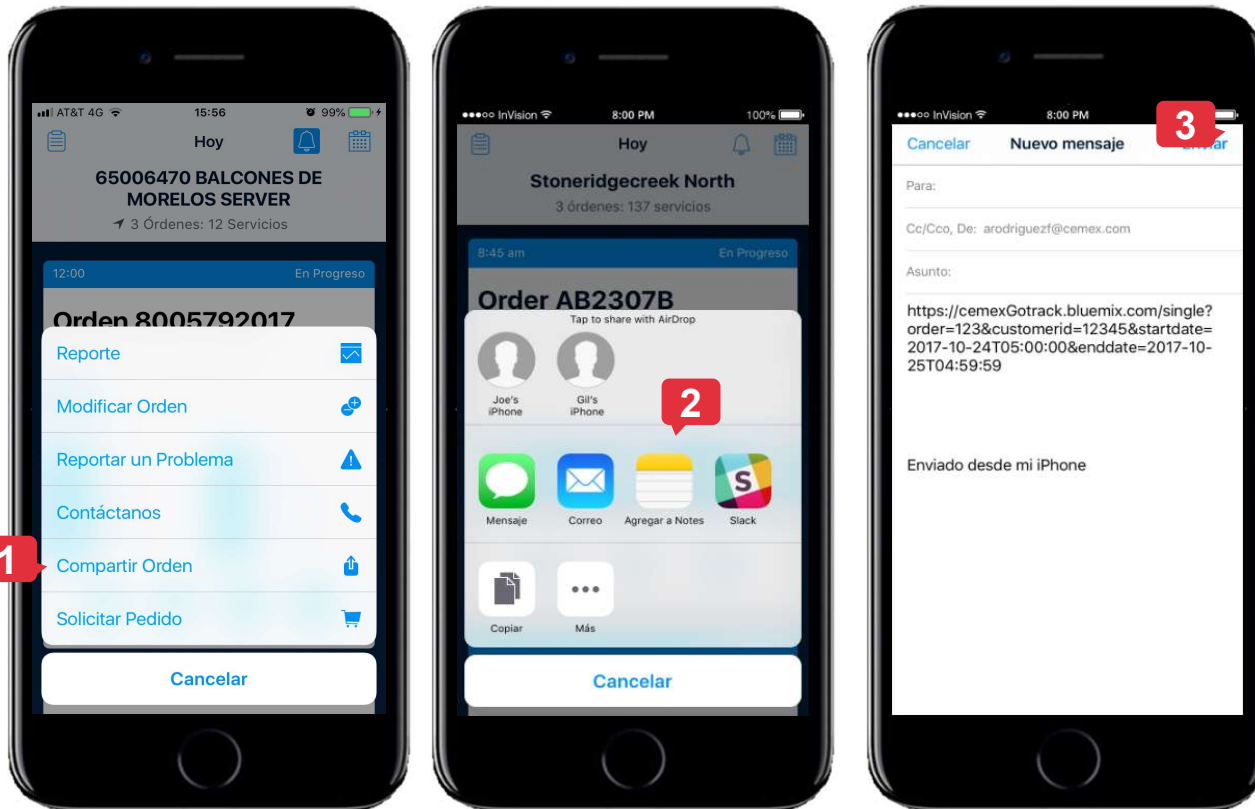 AT&T 4G 15:56 99%
Hoy
65006470 BALCONES DE
MORELOS SERVER
3 Órdenes: 12 Servicios
12:00 En Progreso
Orden 8005792017
Reporte
Modificar Orden
Reportar un Problema
Contáctanos
1
Compartir Orden
Solicitar Pedido
Cancelar
InVision 8:00 PM 100%
Hoy
Stoneridgecreek North
3 órdenes: 137 servicios
8:45 am En Progreso
Order AB2307B
Tap to share with AirDrop
Joe's Gil's
iPhone iPhone
2
S
Mensaje Correo Agregar a Notes Slack
Copiar Más
Cancelar
InVision 8:00 PM
3
Cancelar Nuevo mensaje Enviar
Para:
Cc/Cco, De: arodriguezf@cemex.com
Asunto:
https://cemexGotrack.bluemix.com/single?
order=123&customerid=12345&startdate=
2017-10-24T05:00:00&enddate=2017-10-
25T04:59:59
Enviado desde mi iPhone